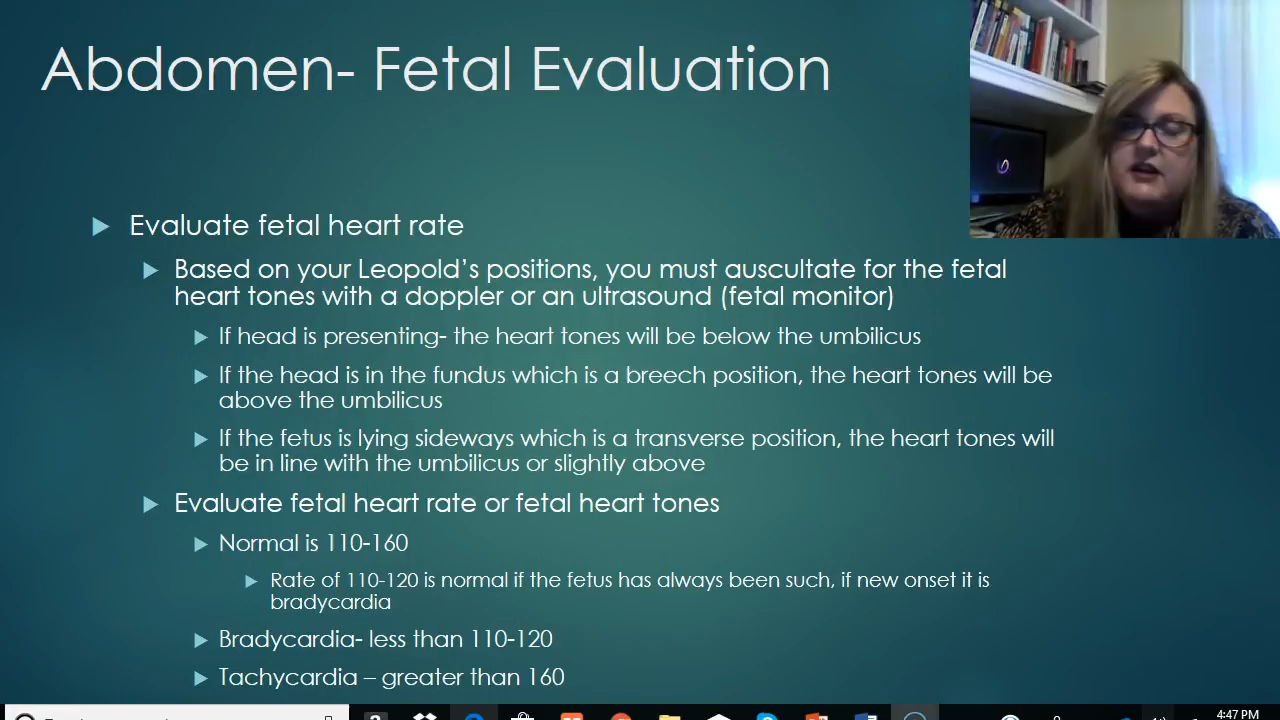 Abdomen- Fetal Evaluation
Evaluate fetal heart rate
Based on your Leopold's positions, you must auscultate for the fetal
heart tones with a doppler or an ultrasound (fetal monitor)
If head is presenting- the heart tones will be below the umbilicus
If the head is in the fundus which is a breech position, the heart tones will be
above the umbilicus
If the fetus is lying sideways which is a transverse position, the heart tones will
be in line with the umbilicus or slightly above
Evaluate fetal heart rate or fetal heart tones
Normal is 110-160
Rate of 110-120 is normal if the fetus has always been such, if new onset it is
bradycardia
Bradycardia- less than 110-120
Tachycardia – greater than 160
4:47 PM